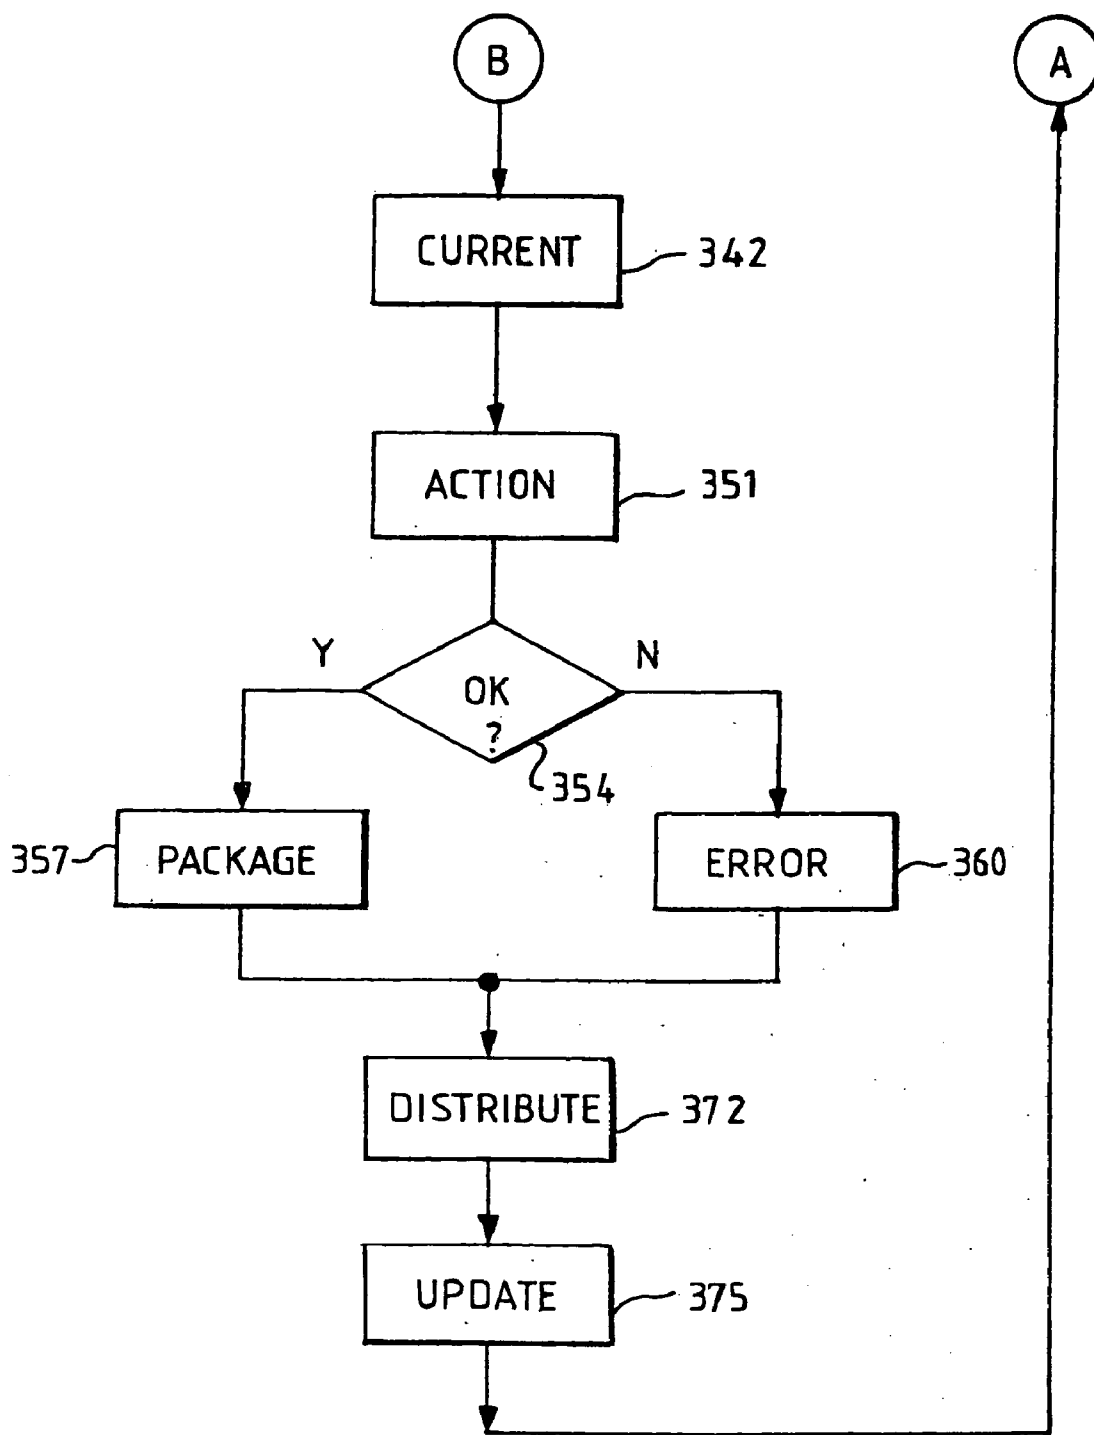 B
A
CURRENT
342
ACTION
351
Y
N
OK
?
354
357
PACKAGE
ERROR
360
DISTRIBUTE
372
UPDATE
375